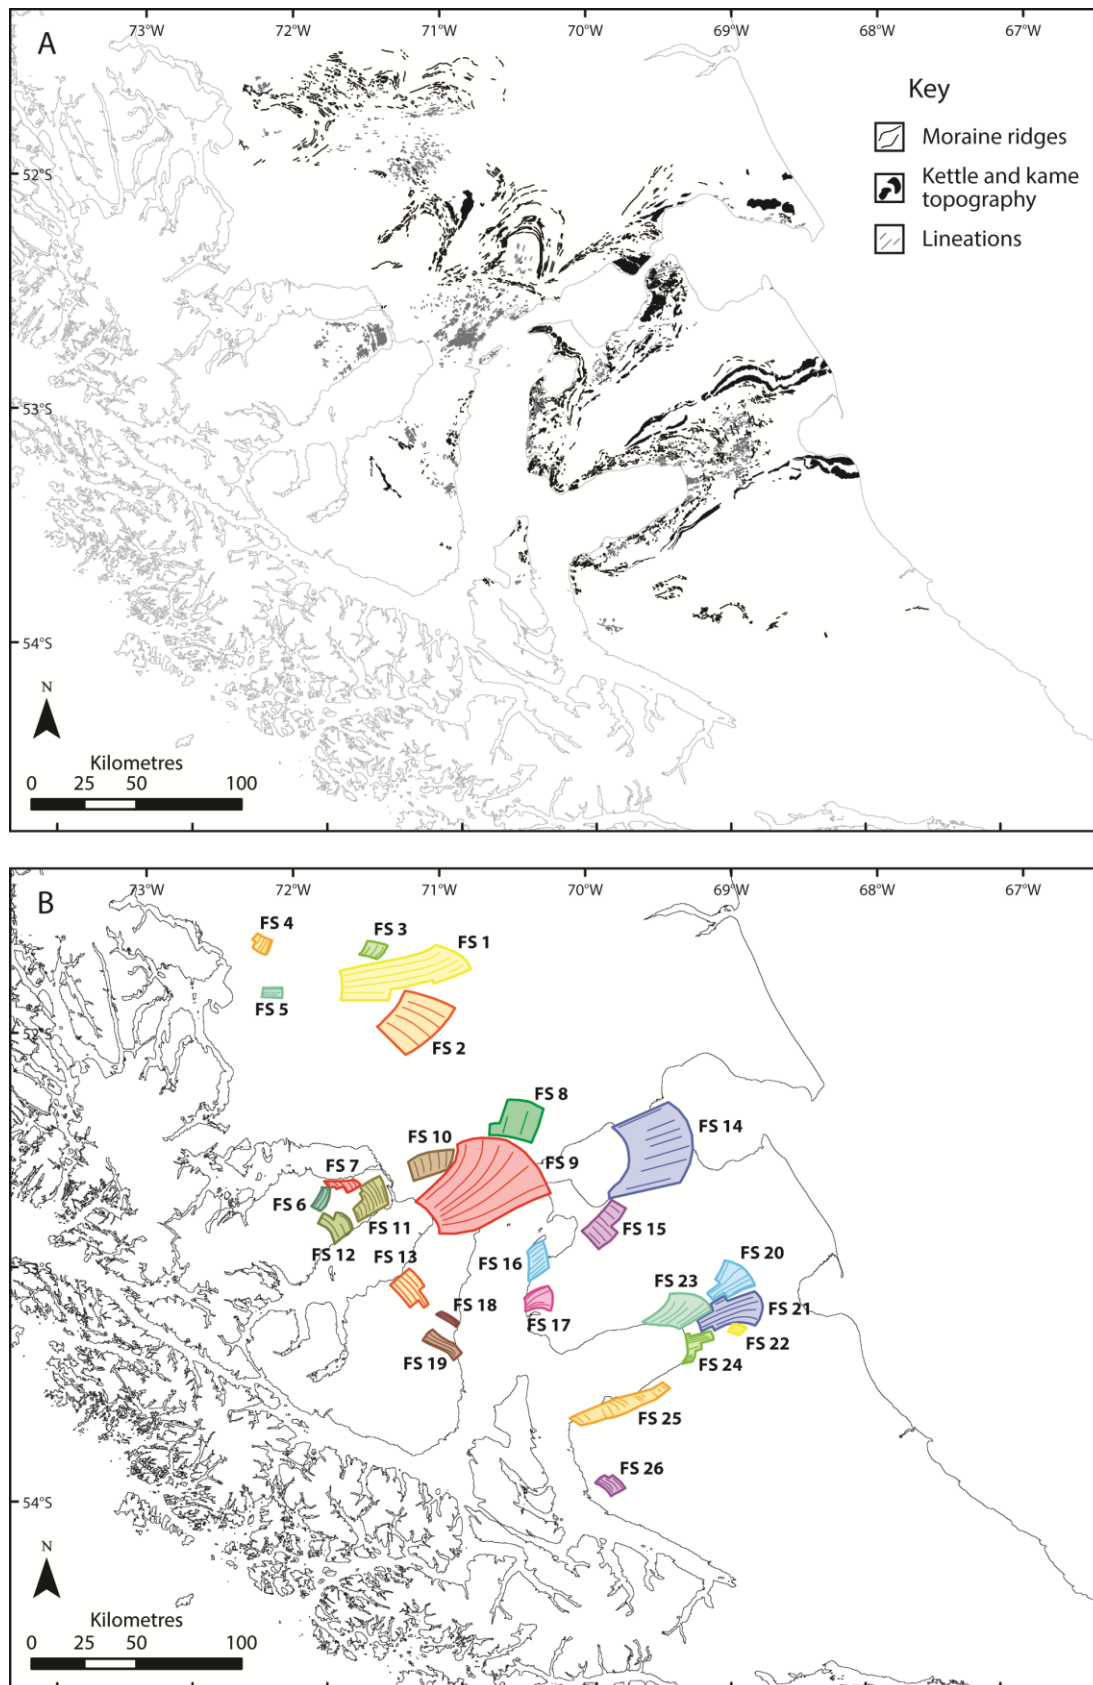 A
73°W 72°W 71°W 70°W 69°W 68°W 67°W
Key
Moraine ridges
Kettle and kame
topography
Lineations
52°S
53°S
54°S
N
Kilometres
0 25 50 100
B
73°W 72°W 71°W 70°W 69°W 68°W 67°W
FS 4
FS 3
FS 1
FS 5
52°S
FS 2
FS 8
FS 14
FS 10
FS 9
FS 7
FS 6
FS 11
FS 15
FS 12
FS 13
FS 16
FS 20
53°S
FS 23
FS 21
FS 18
FS 17
FS 22
FS 19
FS 24
FS 25
FS 26
54°S
N
Kilometres
0 25 50 100